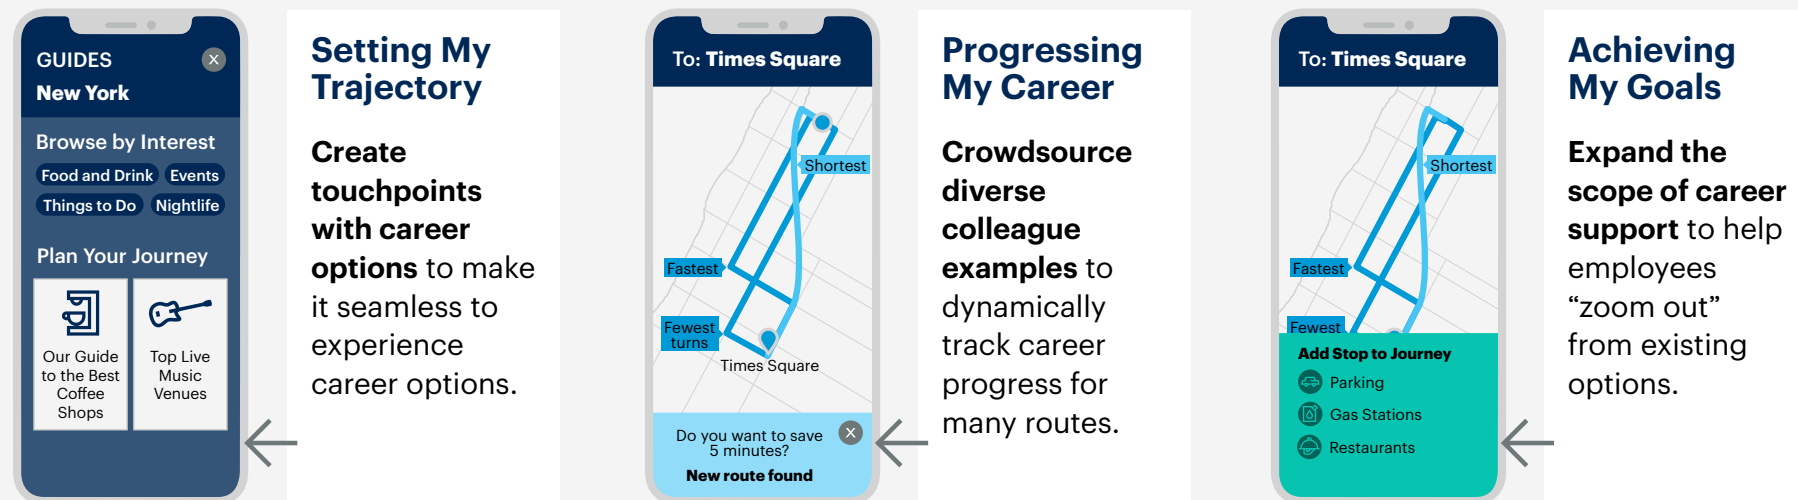 GUIDES
X
New York
Browse by Interest
Food and Drink
Events
Things to Do
Nightlife
Plan Your Journey
Our Guide
to the Best
Coffee
Shops
Top Live
Music
Venues
Setting My
Trajectory
Create
touchpoints
with career
options to make
it seamless to
experience
career options.
To: Times Square
Shortest
Fastest
Fewest
turns
Times Square
Do you want to save
5 minutes?
X
New route found
Progressing
My Career
Crowdsource
diverse
colleague
examples to
dynamically
track career
progress for
many routes.
To: Times Square
Shortest
Fastest
Fewest
Add Stop to Journey
Parking
Gas Stations
Restaurants
Achieving
My Goals
Expand the
scope of career
support to help
employees
“zoom out”
from existing
options.